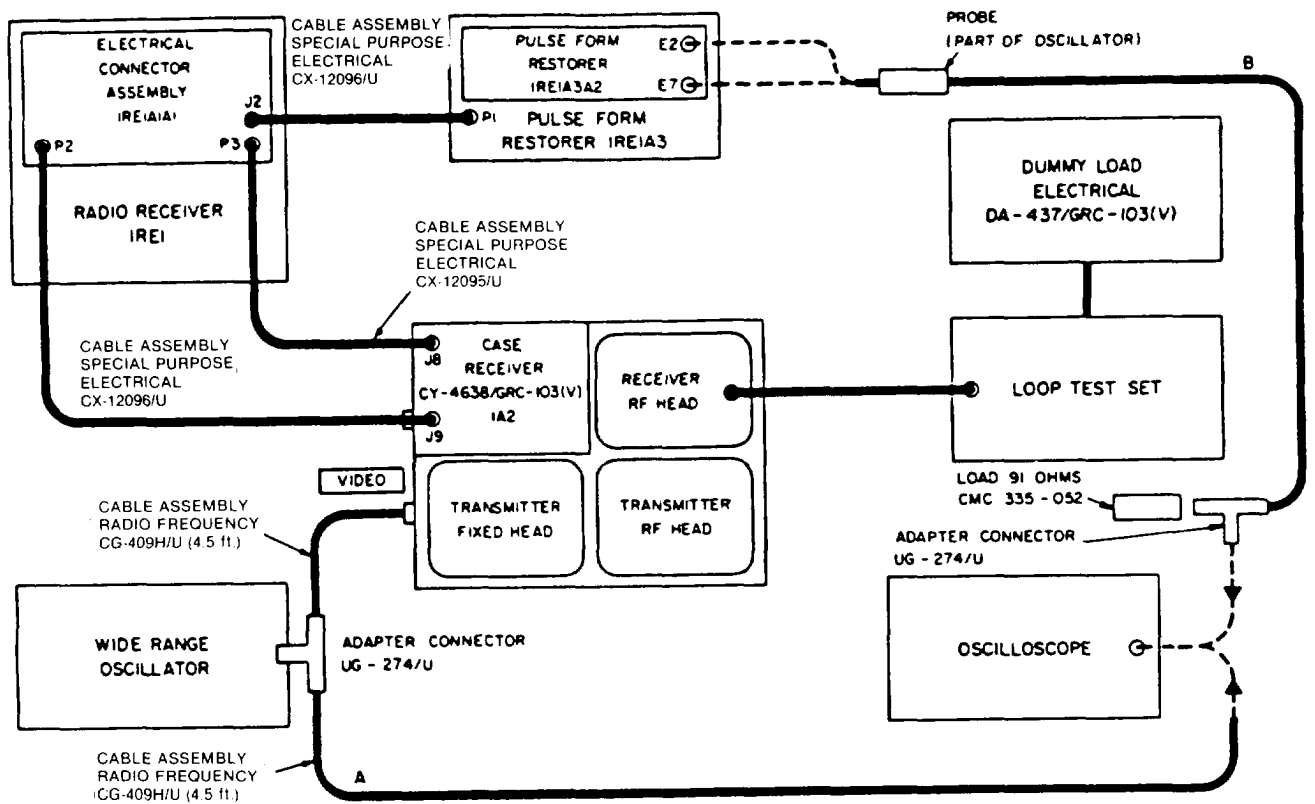 ELECTRICAL
CONNECTOR
ASSEMBLY
IREIAIAI
J2
P2
P3
RADIO RECEIVER
IREI
CABLE ASSEMBLY
SPECIAL PURPOSE
ELECTRICAL
CX-12096/U
PULSE FORM
RESTORER
IREIA3A2
E2
E7
P1
PULSE FORM
RESTORER IREIA3
PROBE
(PART OF OSCILLATOR)
B
DUMMY LOAD
ELECTRICAL
DA-437/GRC-103(V)
CABLE ASSEMBLY
SPECIAL PURPOSE
ELECTRICAL
CX-12095/U
CABLE ASSEMBLY
SPECIAL PURPOSE
ELECTRICAL
CX-12096/U
J8
CASE
RECEIVER
CY-4638/GRC-103(V)
IA2
J9
RECEIVER
RF HEAD
LOOP TEST SET
VIDEO
TRANSMITTER
FIXED HEAD
TRANSMITTER
RF HEAD
LOAD 91 OHMS
CMC 335-052
ADAPTER CONNECTOR
UG-274/U
CABLE ASSEMBLY
RADIO FREQUENCY
CG-409H/U (4.5 ft.)
WIDE RANGE
OSCILLATOR
ADAPTER CONNECTOR
UG-274/U
OSCILLOSCOPE
CABLE ASSEMBLY
RADIO FREQUENCY
CG-409H/U (4.5 ft.)
A